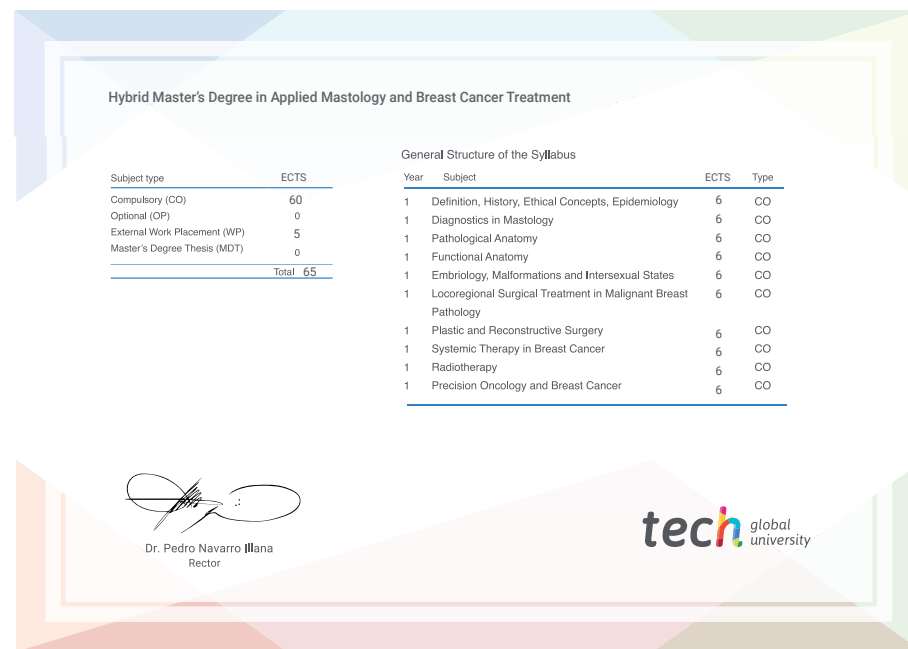 Hybrid Master's Degree in Applied Mastology and Breast Cancer Treatment
General Structure of the Syllabus
Subject type ECTS
Compulsory (CO) 60
Optional (OP) 0
External Work Placement (WP) 5
Master's Degree Thesis (MDT) 0
Total 65
Year Subject ECTS Type
1 Definition, History, Ethical Concepts, Epidemiology 6 CO
1 Diagnostics in Mastology 6 CO
1 Pathological Anatomy 6 CO
1 Functional Anatomy 6 CO
1 Embriology, Malformations and Intersexual States 6 CO
1 Locoregional Surgical Treatment in Malignant Breast 6 CO
Pathology
1 Plastic and Reconstructive Surgery 6 CO
1 Systemic Therapy in Breast Cancer 6 CO
1 Radiotherapy 6 CO
1 Precision Oncology and Breast Cancer 6 CO
Dr. Pedro Navarro Illana
Rector
tech global
university